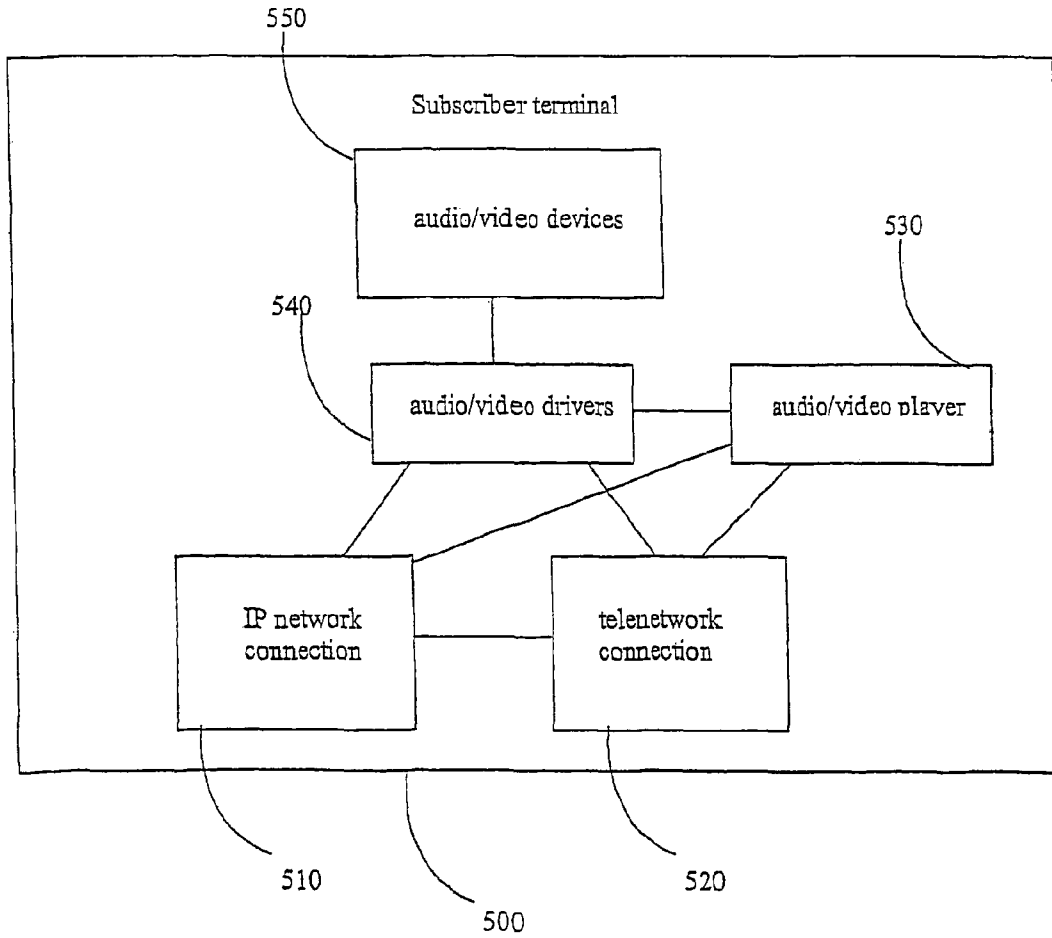 550
Subscriber terminal
audio/video devices
530
540
audio/video drivers
audio/video player
IP network
connection
telenetwork
connection
510
520
500